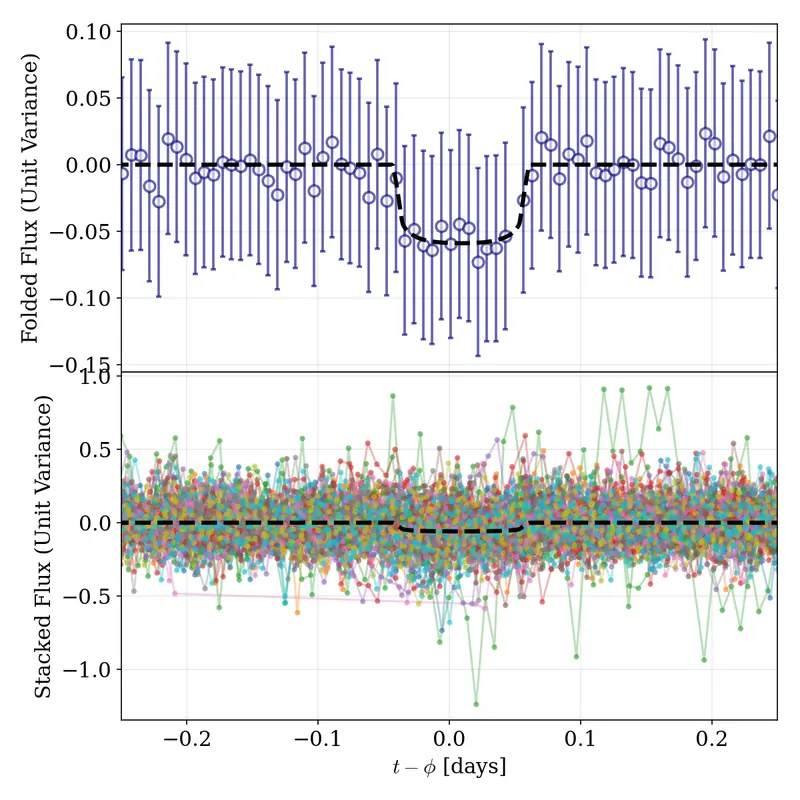 Folded Flux (Unit Variance)
0.10
0.05
0.00
−0.05
−0.10
−0.15
Stacked Flux (Unit Variance)
1.0
0.5
0.0
−0.5
−1.0
−0.2 −0.1 0.0 0.1 0.2
t − ϕ [days]